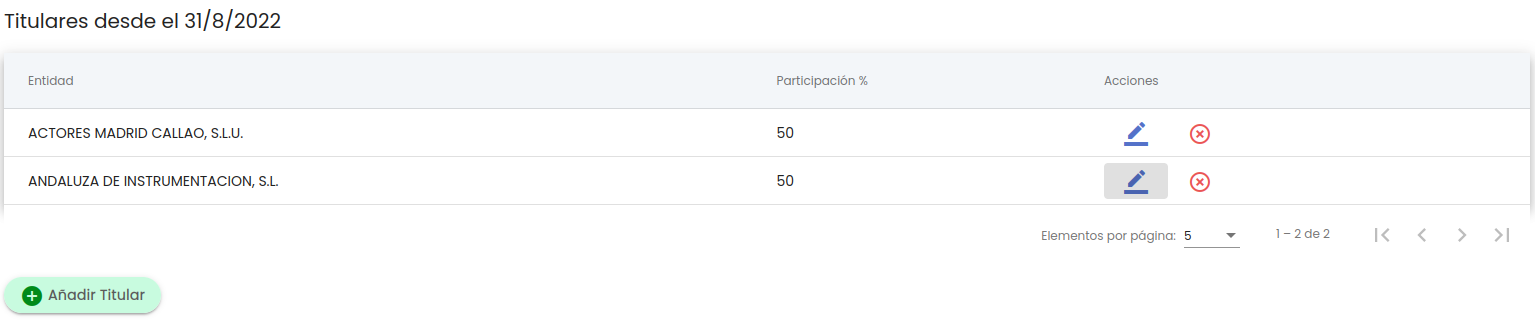 Titulares desde el 31/8/2022
Entidad Participación % Acciones
ACTORES MADRID CALLAO, S.L.U. 50
ANDALUZA DE INSTRUMENTACION, S.L. 50
Elementos por página: 5 1 – 2 de 2
Añadir Titular